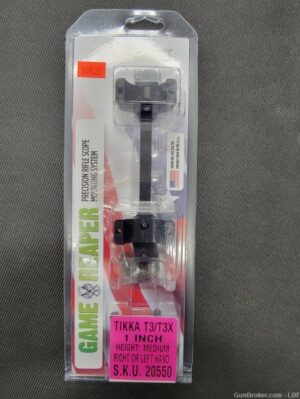 GAME REAPER
PRECISION RIFLE SCOPE
MOUNTING SYSTEM
TIKKA T3/T3X
1 INCH
HEIGHT: MEDIUM
RIGHT OR LEFT HAND
S.K.U. 20550
©GunBroker.com - LIB